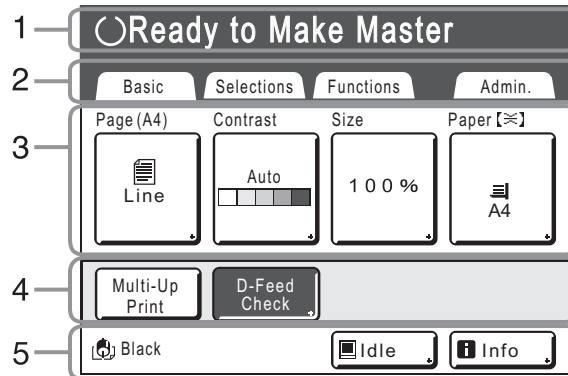 1
Ready to Make Master
2
Basic Selections Functions Admin.
3
Page (A4) Contrast Size Paper【※】
Line
Auto
100%
A4
4
Multi-Up
Print
D-Feed
Check
5
Black
Idle
Info